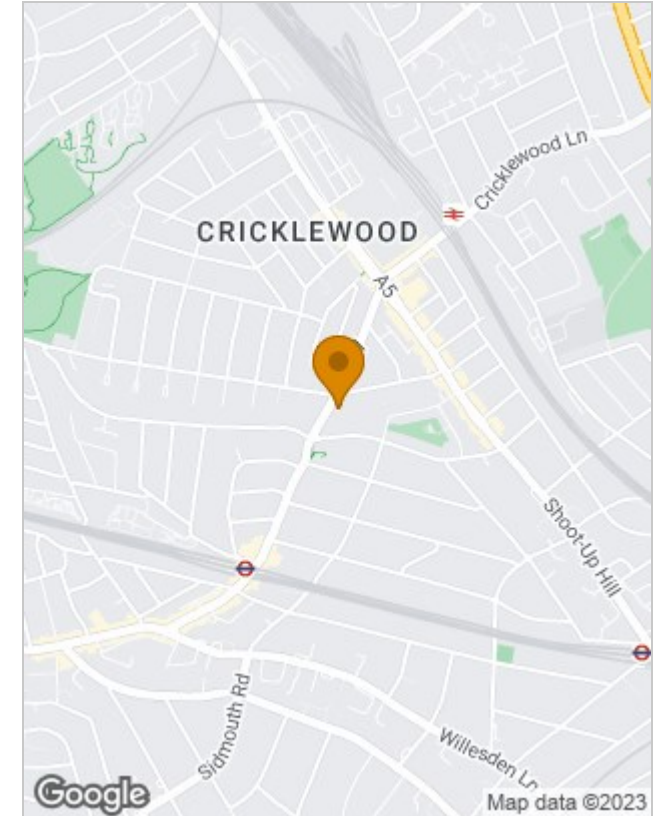 Cricklewood Ln
CRICKLEWOOD
A5
Shoot-Up Hill
Sidmouth Rd
Willesden Ln
Google
Map data ©2023